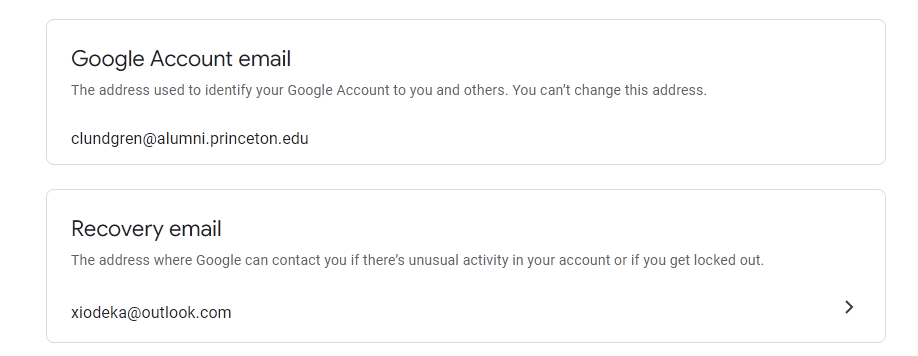 Google Account email
The address used to identify your Google Account to you and others. You can’t change this address.
clundgren@alumni.princeton.edu
Recovery email
The address where Google can contact you if there’s unusual activity in your account or if you get locked out.
xiodeka@outlook.com